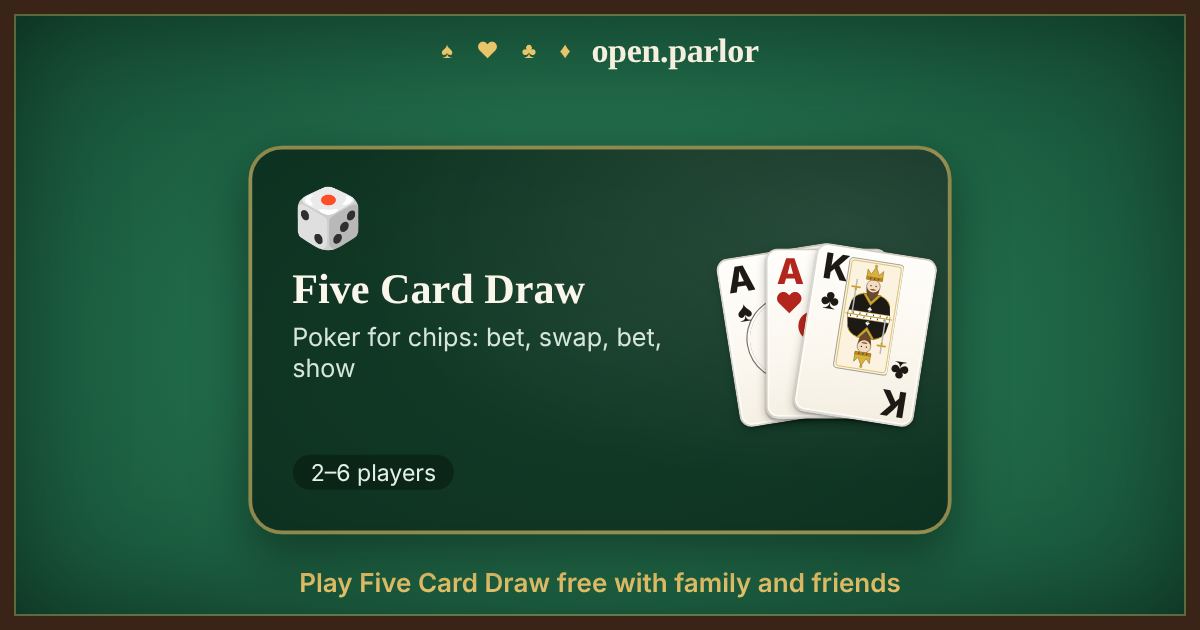 ♠ ♥ ♣ ♦ open.parlor
Five Card Draw
Poker for chips: bet, swap, bet,
show
2–6 players
A
♠
A
♥
K
♣
♣
K
Play Five Card Draw free with family and friends